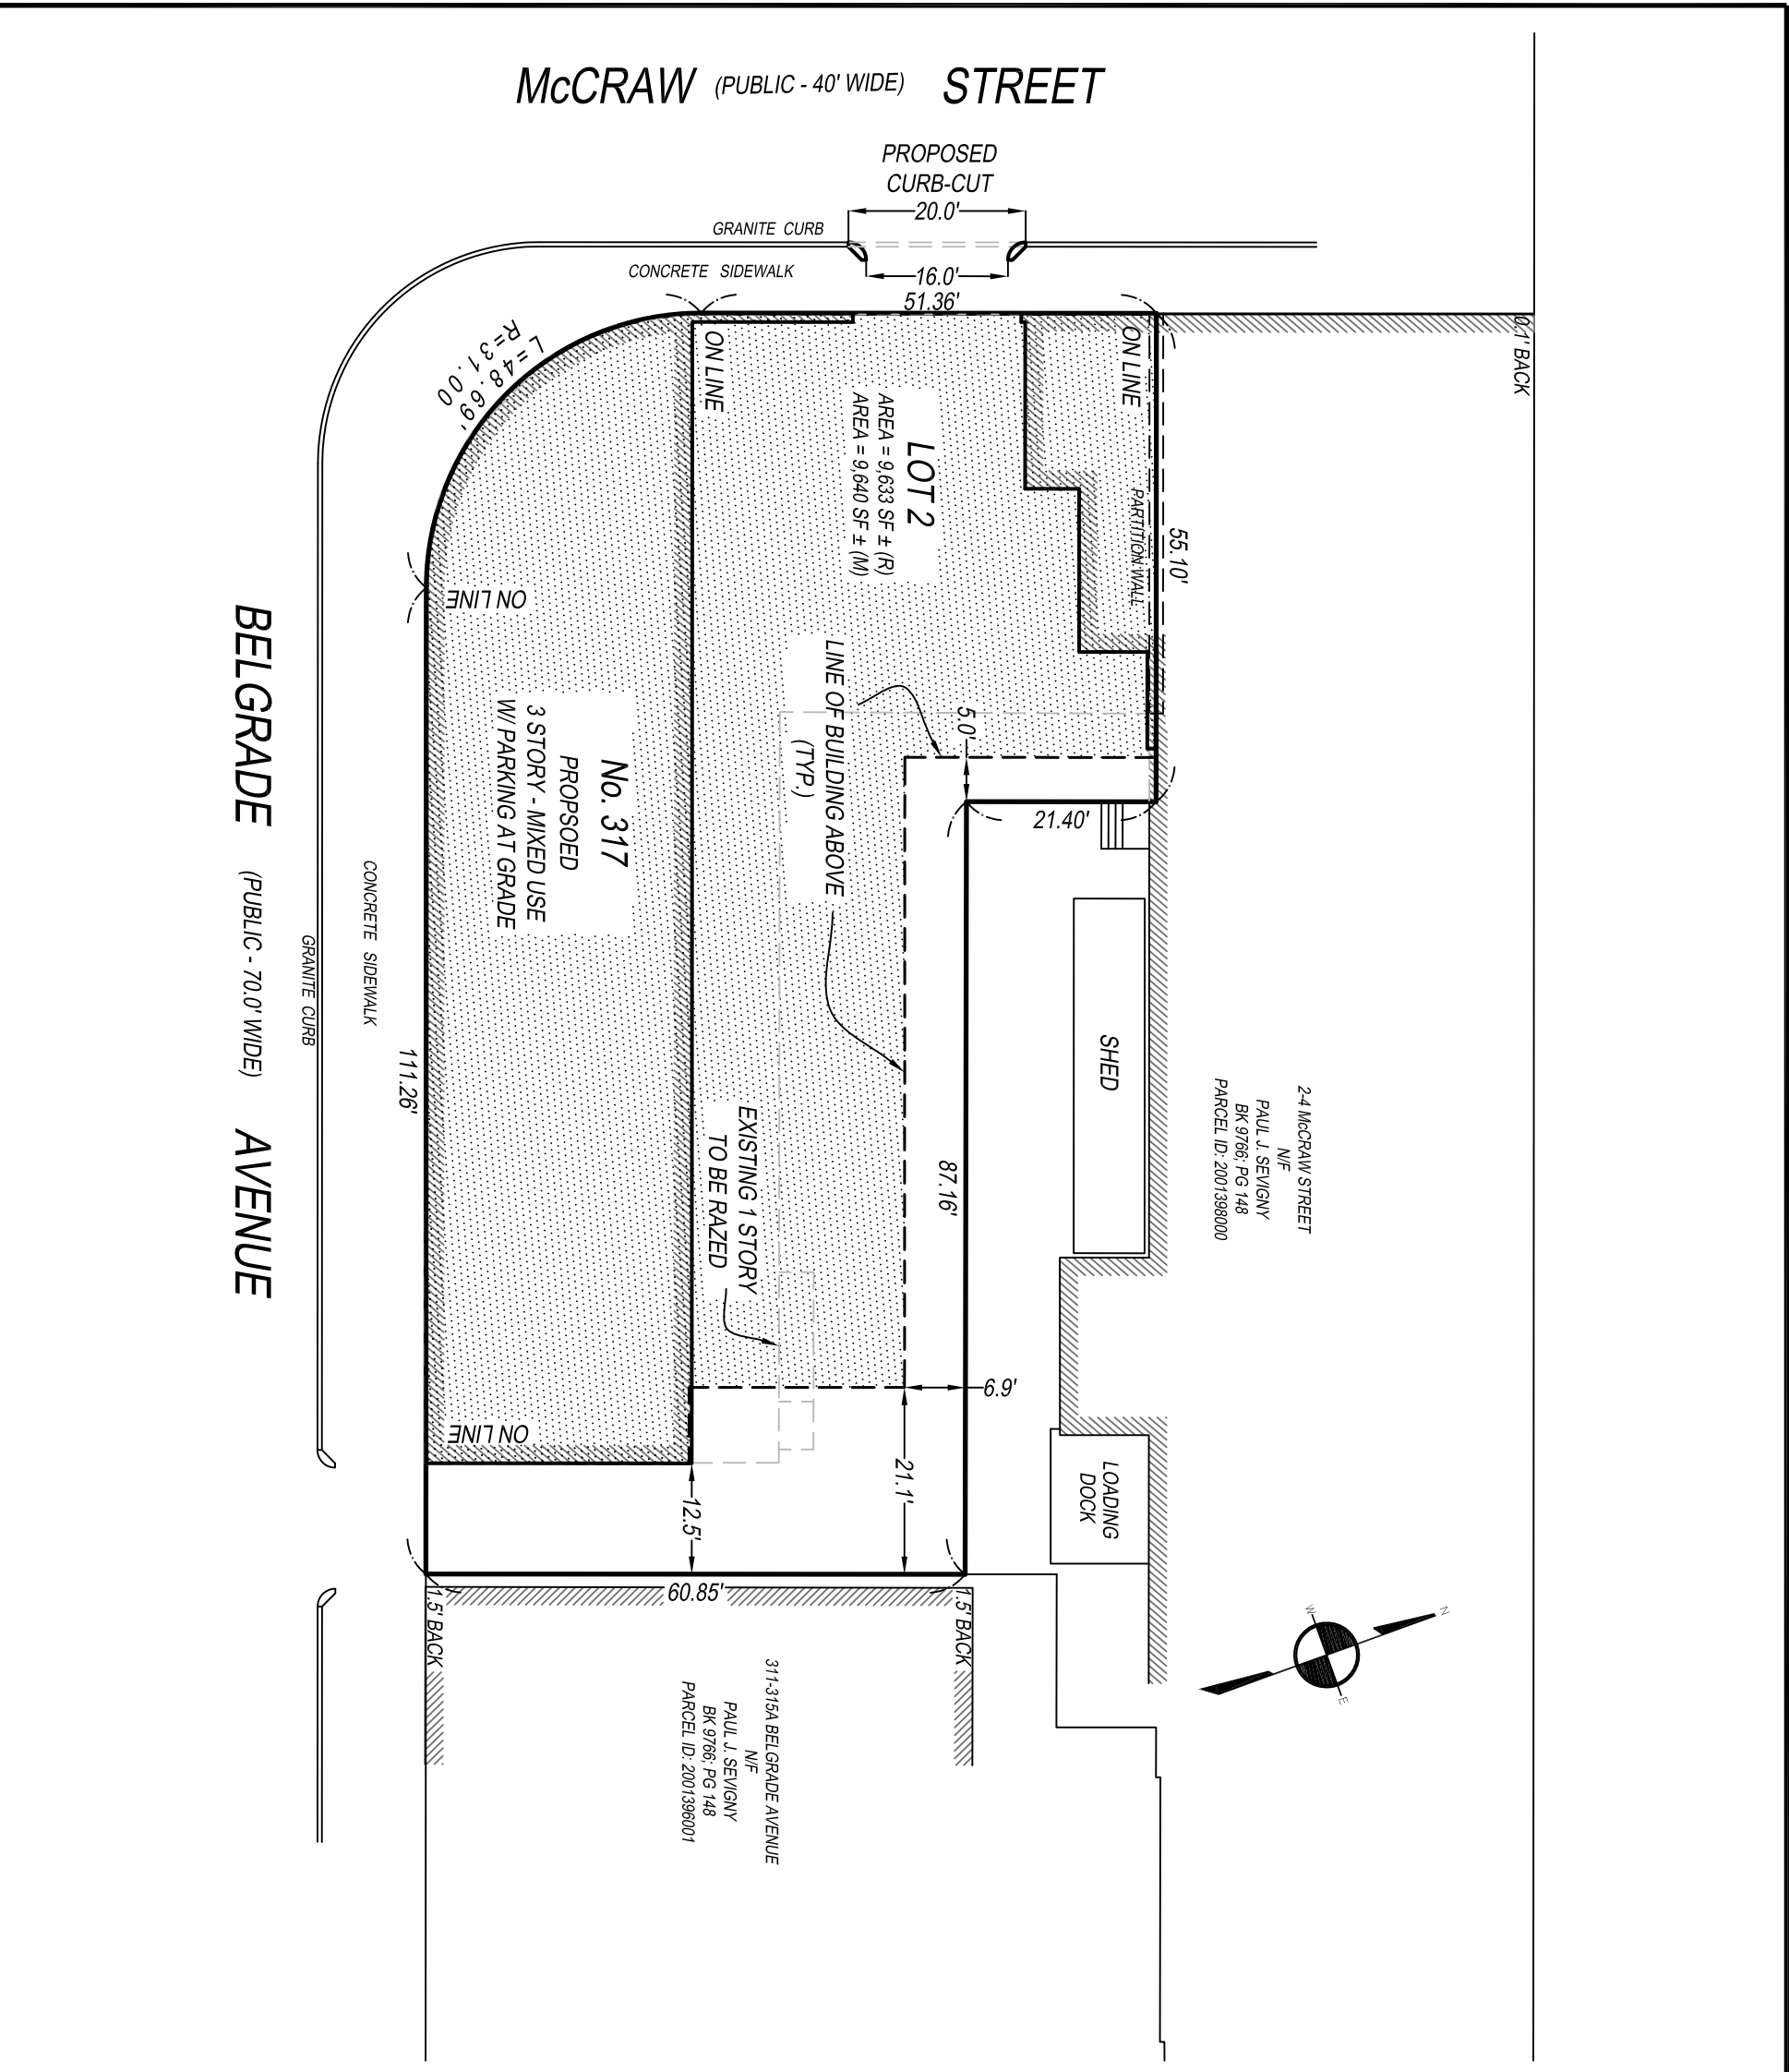 McCRAW (PUBLIC - 40' WIDE) STREET
PROPOSED
CURB-CUT
20.0'
GRANITE CURB
CONCRETE SIDEWALK
16.0'
51.36'
L=48.69'
R=31.00
ON LINE
ON LINE
0.1' BACK
LOT 2
AREA = 9,633 SF ± (R)
AREA = 9,640 SF ± (M)
PARTITION WALL
55.10'
ON LINE
LINE OF BUILDING ABOVE
(TYP.)
5.0'
21.40'
No. 317
PROPSOED
3 STORY - MIXED USE
W/ PARKING AT GRADE
BELGRADE (PUBLIC - 70.0' WIDE) AVENUE
GRANITE CURB
CONCRETE SIDEWALK
111.26'
SHED
87.16'
EXISTING 1 STORY
TO BE RAZED
2-4 McCRAW STREET
N/F
PAUL J. SEVIGNY
BK 9766; PG 148
PARCEL ID: 2001398000
6.9'
ON LINE
21.1'
12.5'
LOADING
DOCK
60.85'
1.5' BACK
1.5' BACK
311-315A BELGRADE AVENUE
N/F
PAUL J. SEVIGNY
BK 9766; PG 148
PARCEL ID: 2001396001
N
W
E